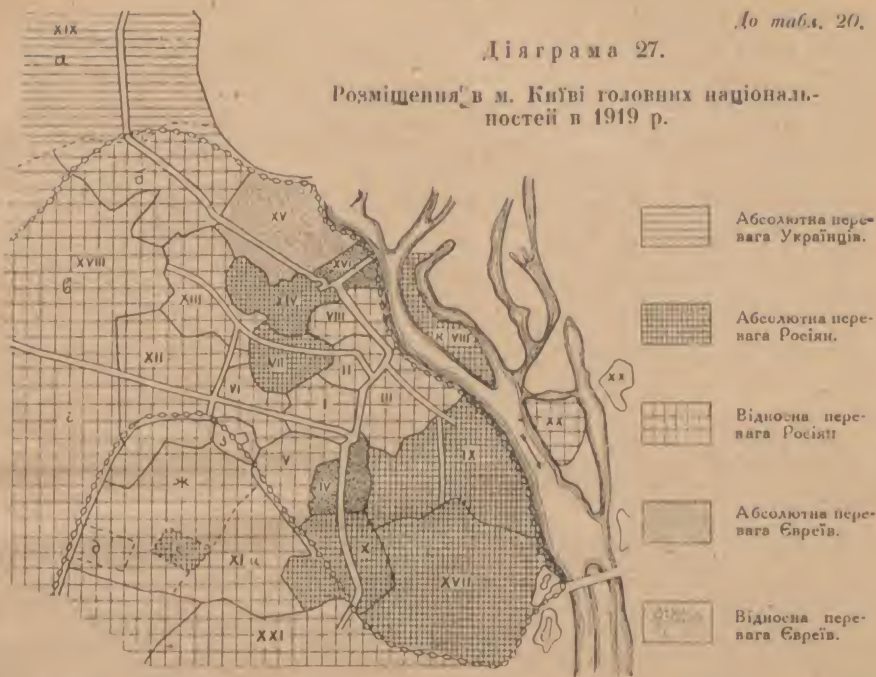 До табл. 20.
Діяграма 27.
Розміщення в м. Київі головних національ-
ностей в 1919 р.
XIX
а
б
XV
XVIII
в
XVI
XIII
XIV
VIII
к VIII
XX
XII
VII
II
VI
I
III
XX
і
з
V
IX
ж
IV
X
XI
XVII
XXI
Абсолютна пере-
вага Українців.
Абсолютна пере-
вага Росіян.
Відносна пере-
вага Росіян
Абсолютна пере-
вага Євреїв.
Відносна пере-
вага Євреїв.